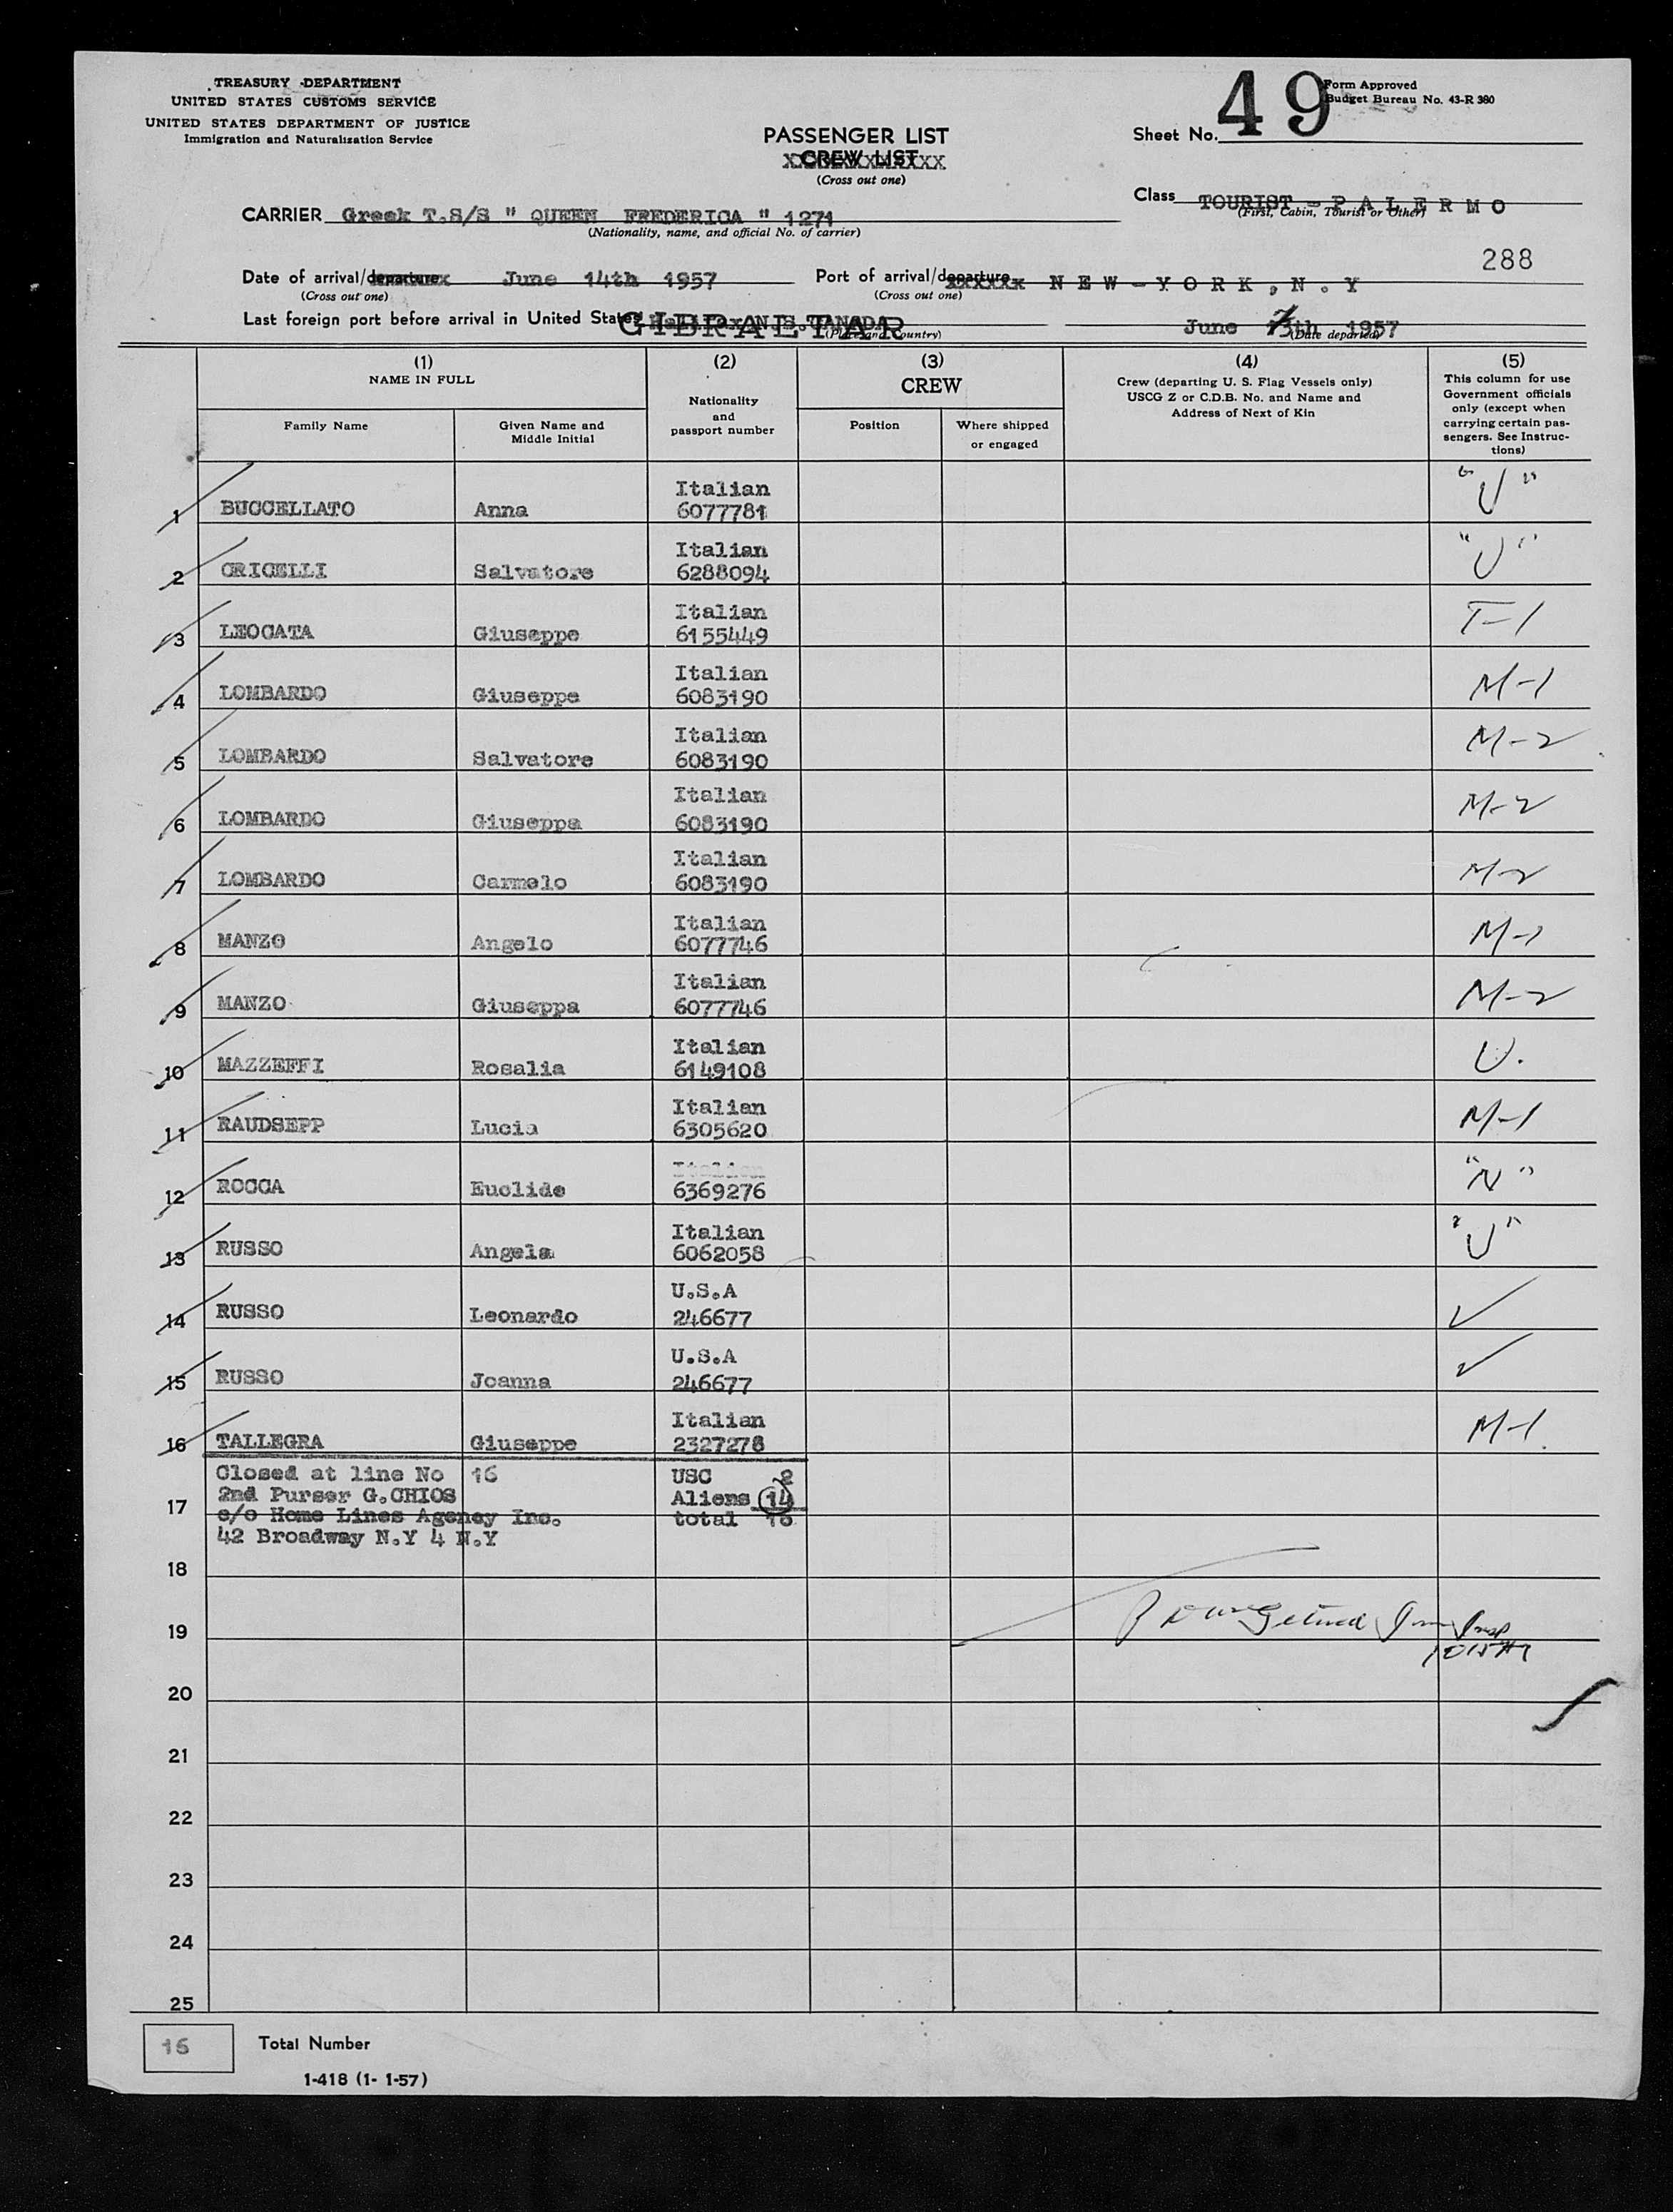 TREASURY DEPARTMENT
UNITED STATES CUSTOMS SERVICE
UNITED STATES DEPARTMENT OF JUSTICE
Immigration and Naturalization Service
Form Approved
Budget Bureau No. 43-R 380
Sheet No. 49
PASSENGER LIST
CREW LIST
(Cross out one)
Class TOURIST - PALERMO
(First, Cabin, Tourist or Other)
CARRIER Greek T.S/S " QUEEN FREDERICA " 1271
(Nationality, name, and official No. of carrier)
288
Date of arrival/departure June 14th 1957 Port of arrival/departure NEW-YORK, N.Y
(Cross out one) (Cross out one)
Last foreign port before arrival in United States GIBRALTAR June 7th 1957
(Place and Country) (Date departed)
(1) (2) (3) (4) (5)
NAME IN FULL Nationality and passport number CREW Crew (departing U. S. Flag Vessels only) USCG Z or C.D.B. No. and Name and Address of Next of Kin This column for use Government officials only (except when carrying certain passengers. See Instructions)
Family Name Given Name and Middle Initial Position Where shipped or engaged
1 BUCCELLATO Anna Italian 6077781 "U"
2 CRICELLI Salvatore Italian 6288094 "U"
3 LEOCATA Giuseppe Italian 6155449 T-1
4 LOMBARDO Giuseppe Italian 6083190 M-1
5 LOMBARDO Salvatore Italian 6083190 M-2
6 LOMBARDO Giuseppa Italian 6083190 M-2
7 LOMBARDO Carmelo Italian 6083190 M-2
8 MANZO Angelo Italian 6077746 M-1
9 MANZO Giuseppa Italian 6077746 M-2
10 MAZZEFFI Rosalia Italian 6149108 U.
11 RAUDSEPP Lucia Italian 6305620 M-1
12 ROCCA Euclide Italian 6369276 "N"
13 RUSSO Angela Italian 6062058 "U"
14 RUSSO Leonardo U.S.A 246677 ✓
15 RUSSO Joanna U.S.A 246677 ✓
16 TALLEGRA Giuseppe Italian 2327278 M-1
Closed at line No 16 USC 2
2nd Purser G.CHIOS Aliens 14
17 c/o Home Lines Agency Inc. total 16
42 Broadway N.Y 4 N.Y
18
19
20
21
22
23
24
25
16 Total Number
1-418 (1- 1-57)